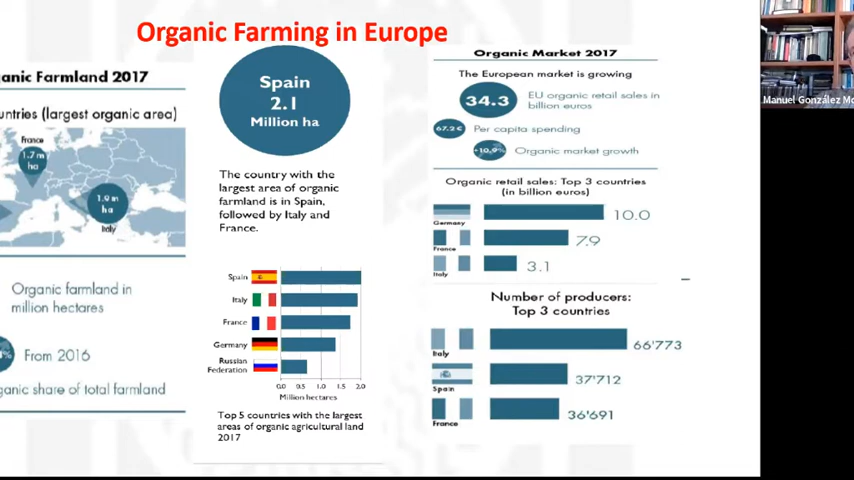 Organic Farming in Europe
anic Farmland 2017
untries (largest organic area)
France
1.7 m
ha
1.9 m
ha
Italy
Organic farmland in
million hectares
From 2016
ganic share of total farmland
Spain
2.1
Million ha
The country with the
largest area of organic
farmland is in Spain,
followed by Italy and
France.
Spain
Italy
France
Germany
Russian
Federation
0.0 0.5 1.0 1.5 2.0
Million hectares
Top 5 countries with the largest
areas of organic agricultural land
2017
Organic Market 2017
The European market is growing
34.3
EU organic retail sales in
billion euros
67.2 €
Per capita spending
+10.9%
Organic market growth
Organic retail sales: Top 3 countries
(in billion euros)
Germany
10.0
France
7.9
Italy
3.1
Number of producers:
Top 3 countries
Italy
66'773
Spain
37'712
France
36'691
Manuel González Mo